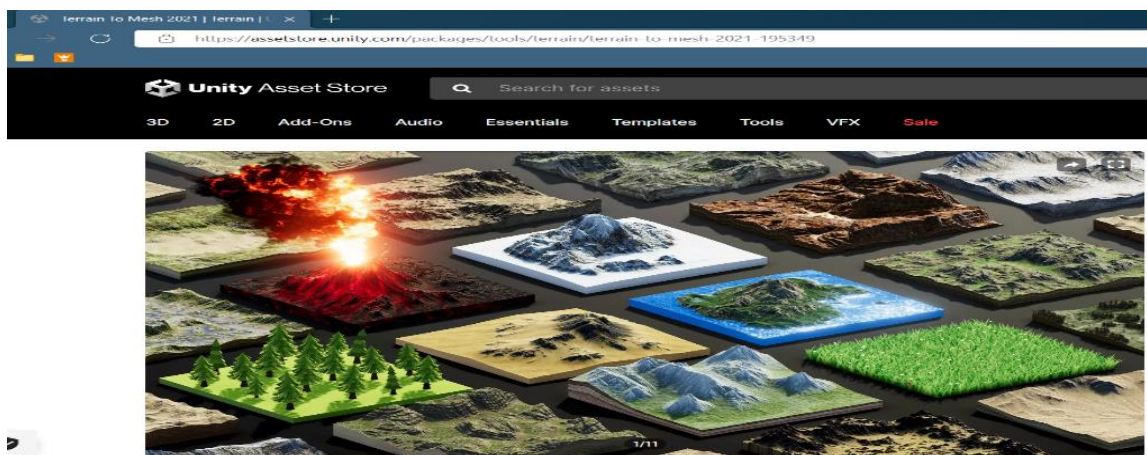 Terrain To Mesh 2021 | Terrain |
https://assetstore.unity.com/packages/tools/terrain/terrain-to-mesh-2021-195349
Unity Asset Store
Search for assets
3D 2D Add-Ons Audio Essentials Templates Tools VFX Sale
1/11